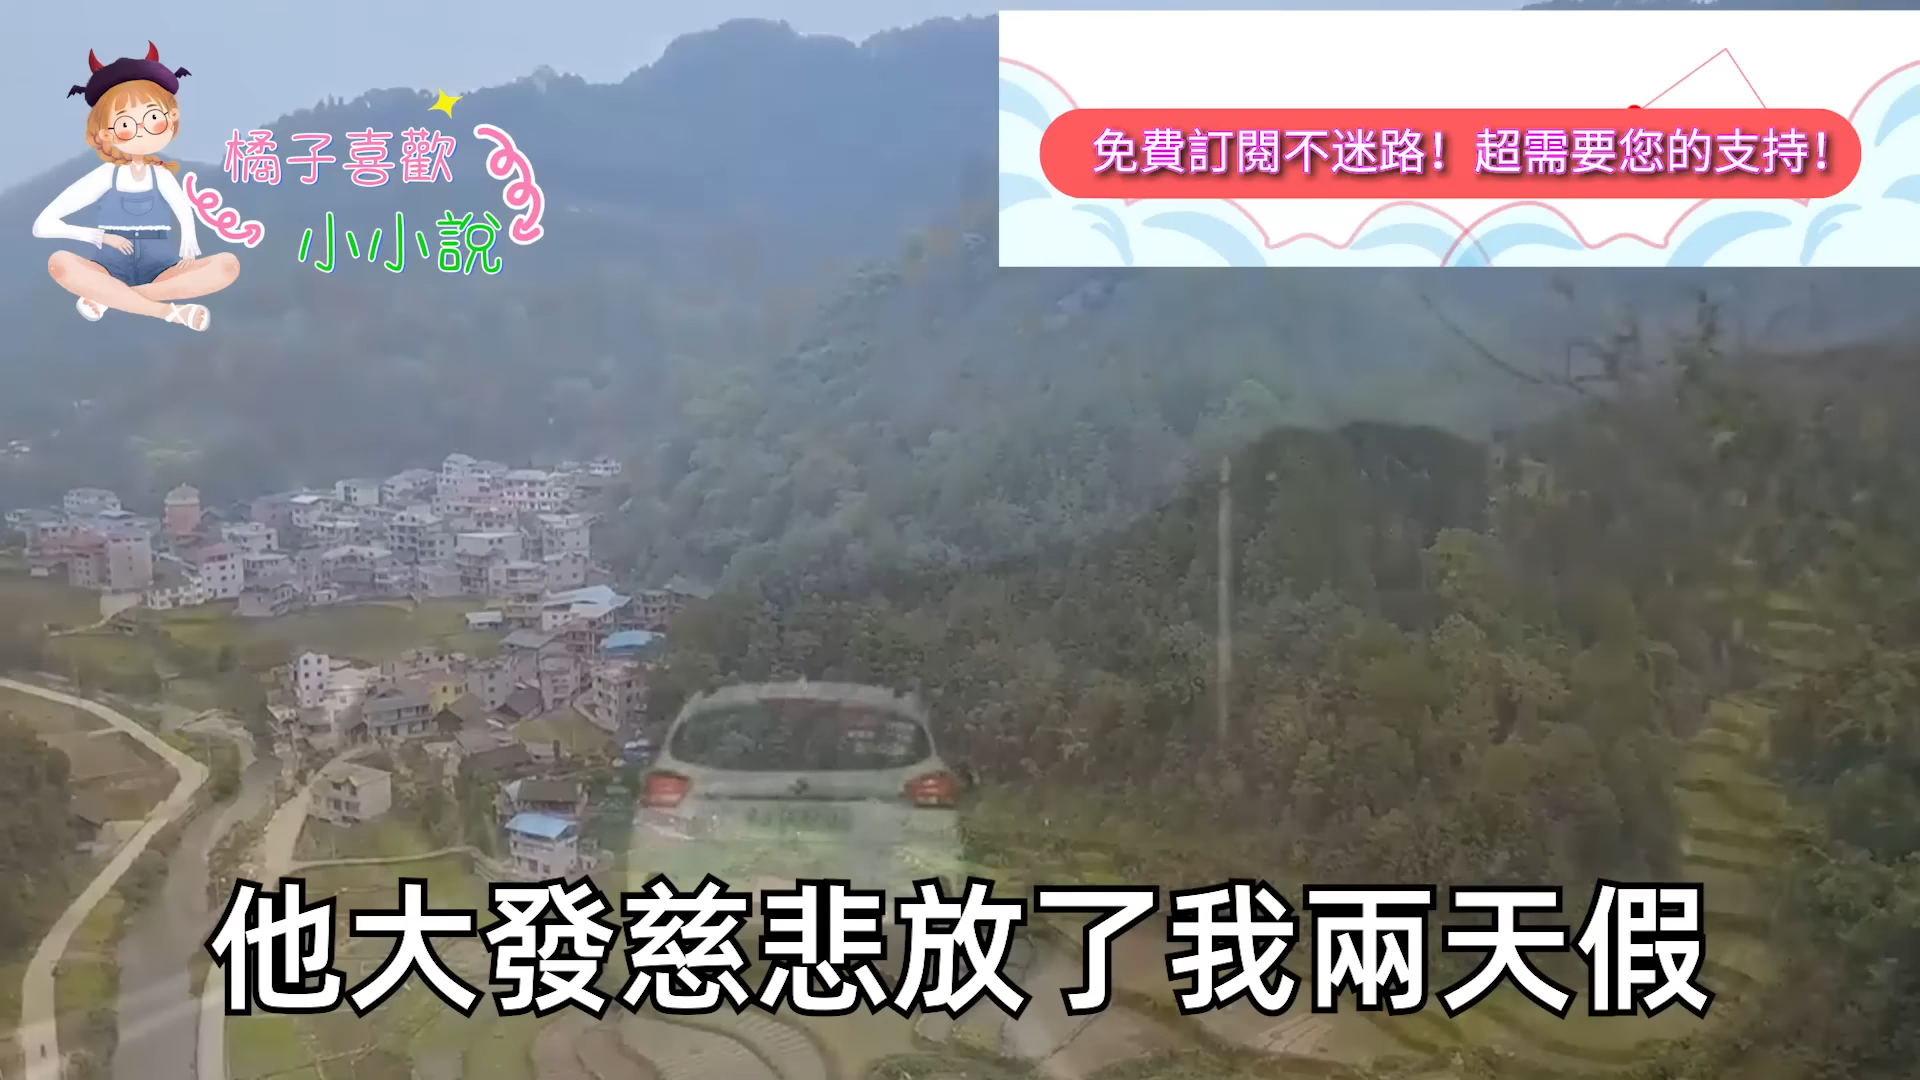 橘子喜歡
小小說
免費訂閱不迷路！超需要您的支持！
他大發慈悲放了我兩天假